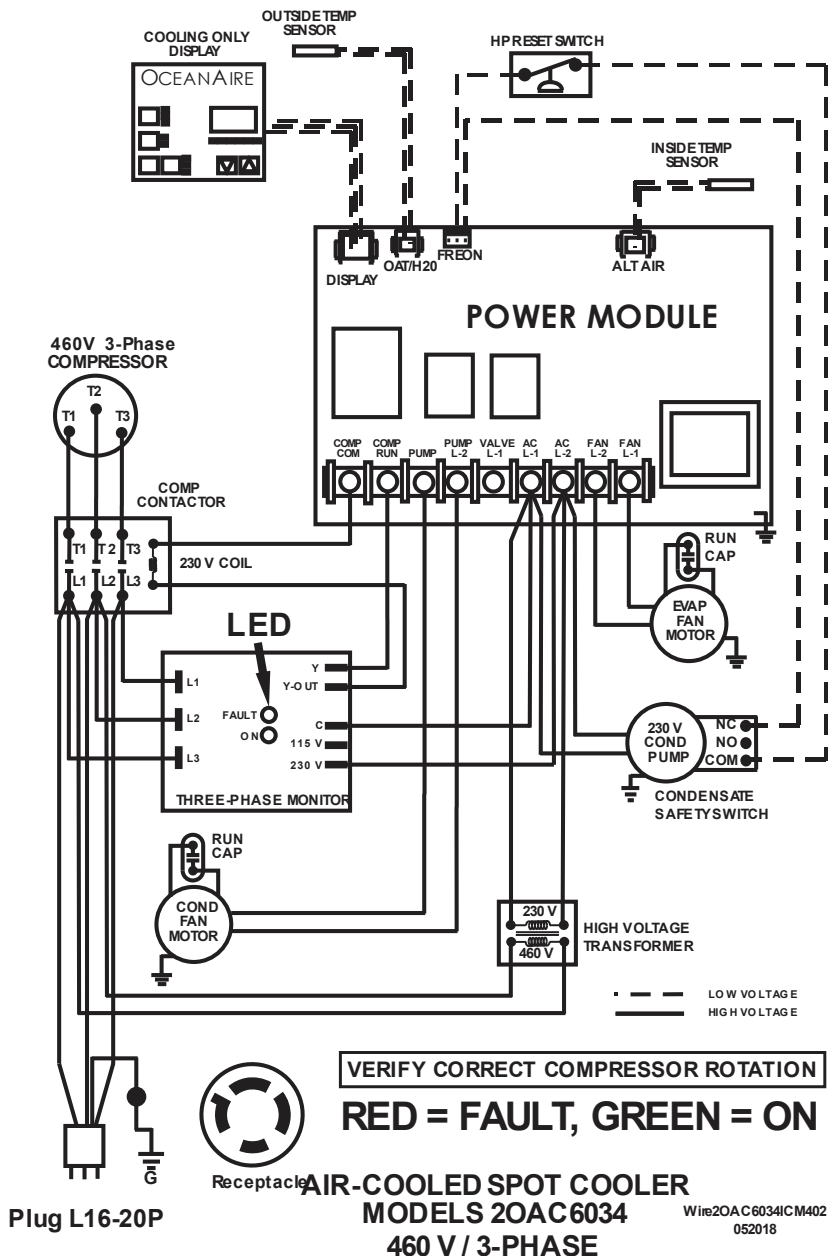 OUTSIDE TEMP
SENSOR
COOLING ONLY
DISPLAY
OCEANAIRE
HP RESET SWITCH
INSIDE TEMP
SENSOR
DISPLAY
OAT/H20
FREON
ALT AIR
POWER MODULE
460V 3-Phase
COMPRESSOR
T2
T1
T3
COMP
COM
COMP
RUN
PUMP
PUMP
L-2
VALVE
L-1
AC
L-1
AC
L-2
FAN
L-2
FAN
L-1
COMP
CONTACTOR
T1
T2
T3
230 V COIL
L1
L2
L3
RUN
CAP
EVAP
FAN
MOTOR
LED
L1
L2
L3
Y
Y-OUT
FAULT
ON
C
115 V
230 V
THREE-PHASE MONITOR
230 V
COND
PUMP
NC
NO
COM
CONDENSATE
SAFETY SWITCH
RUN
CAP
COND
FAN
MOTOR
230 V
460 V
HIGH VOLTAGE
TRANSFORMER
LOW VOLTAGE
HIGH VOLTAGE
VERIFY CORRECT COMPRESSOR ROTATION
RED = FAULT, GREEN = ON
G
Receptacle
Plug L16-20P
AIR-COOLED SPOT COOLER
MODELS 2OAC6034
460 V / 3-PHASE
Wire2OAC6034ICM402
052018